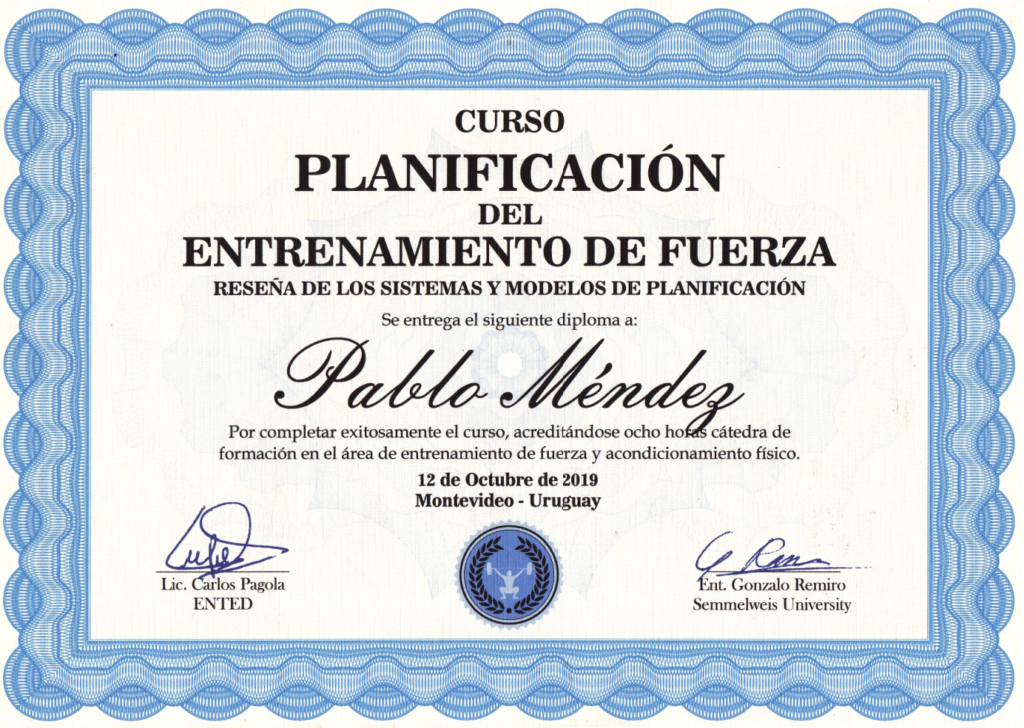 CURSO
PLANIFICACIÓN
DEL
ENTRENAMIENTO DE FUERZA
RESEÑA DE LOS SISTEMAS Y MODELOS DE PLANIFICACIÓN
Se entrega el siguiente diploma a:
Pablo Méndez
Por completar exitosamente el curso, acreditándose ocho horas cátedra de
formación en el área de entrenamiento de fuerza y acondicionamiento físico.
12 de Octubre de 2019
Montevideo - Uruguay
Lic. Carlos Pagola
ENTED
Ent. Gonzalo Remiro
Semmelweis University